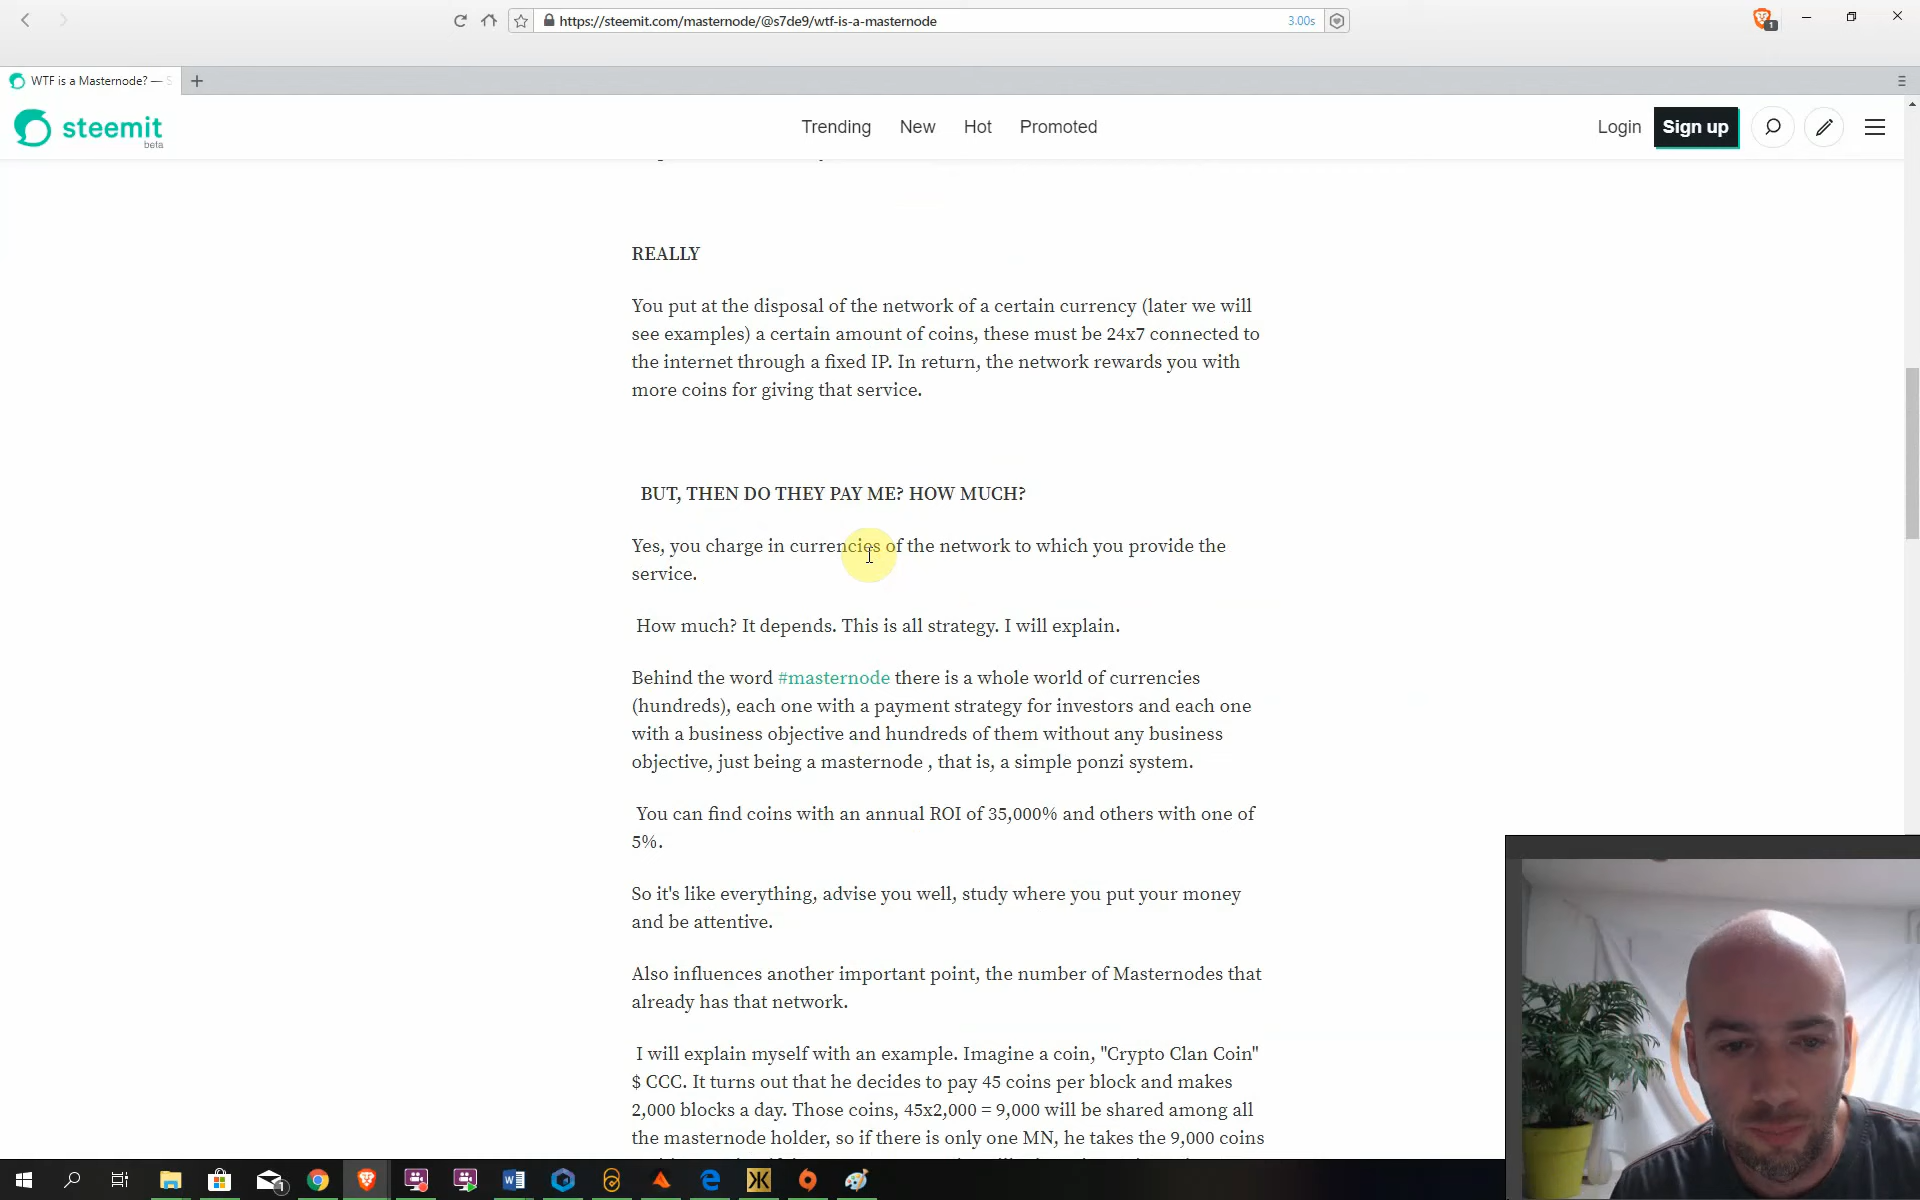 https://steemit.com/masternode/@s7de9/wtf-is-a-masternode
3.00s
1
WTF is a Masternode? — S
steemit
beta
Trending
New
Hot
Promoted
Login
Sign up
REALLY
You put at the disposal of the network of a certain currency (later we will
see examples) a certain amount of coins, these must be 24x7 connected to
the internet through a fixed IP. In return, the network rewards you with
more coins for giving that service.
BUT, THEN DO THEY PAY ME? HOW MUCH?
Yes, you charge in currencies of the network to which you provide the
service.
How much? It depends. This is all strategy. I will explain.
Behind the word #masternode there is a whole world of currencies
(hundreds), each one with a payment strategy for investors and each one
with a business objective and hundreds of them without any business
objective, just being a masternode , that is, a simple ponzi system.
You can find coins with an annual ROI of 35,000% and others with one of
5%.
So it's like everything, advise you well, study where you put your money
and be attentive.
Also influences another important point, the number of Masternodes that
already has that network.
I will explain myself with an example. Imagine a coin, "Crypto Clan Coin"
$ CCC. It turns out that he decides to pay 45 coins per block and makes
2,000 blocks a day. Those coins, 45x2,000 = 9,000 will be shared among all
the masternode holder, so if there is only one MN, he takes the 9,000 coins
1